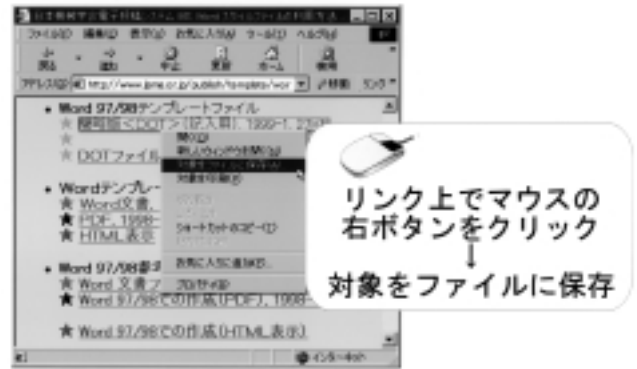 ファイル(F) 編集(E) 表示(V) お気に入り(A) ツール(T) ヘルプ(H)
戻る 進む 中止 更新 ホーム 検索
アドレス(D) http://www.jsme.or.jp/publish/template/wor 移動 リンク
• Word 97/98テンプレートファイル
★ <DOT>(記入用), 1999-1.
★
★ DOTファイル
• Wordテンプレー
★ Word文書,
★ PDF, 1998-
★ HTML表示
• Word 97/98
★ Word 文書フ
★ Word 97/98での作成(PDF), 1998-
★ Word 97/98での作成(HTML表示)
開く(O)
新しいウィンドウで開く(N)
対象をファイルに保存(A)
対象を印刷(P)
ショートカットのコピー(T)
お気に入りに追加(F)...
プロパティ(R)
インターネット
リンク上でマウスの
右ボタンをクリック
↓
対象をファイルに保存